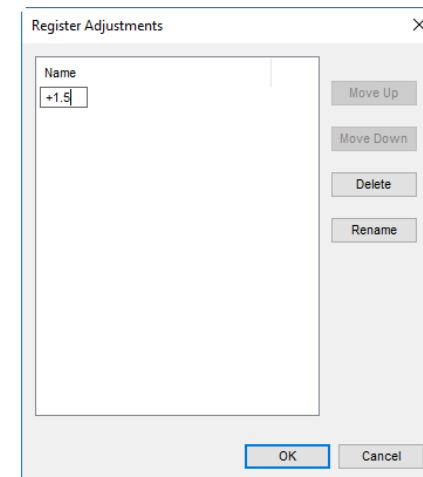 Register Adjustments
Name
+1.5
Move Up
Move Down
Delete
Rename
OK
Cancel